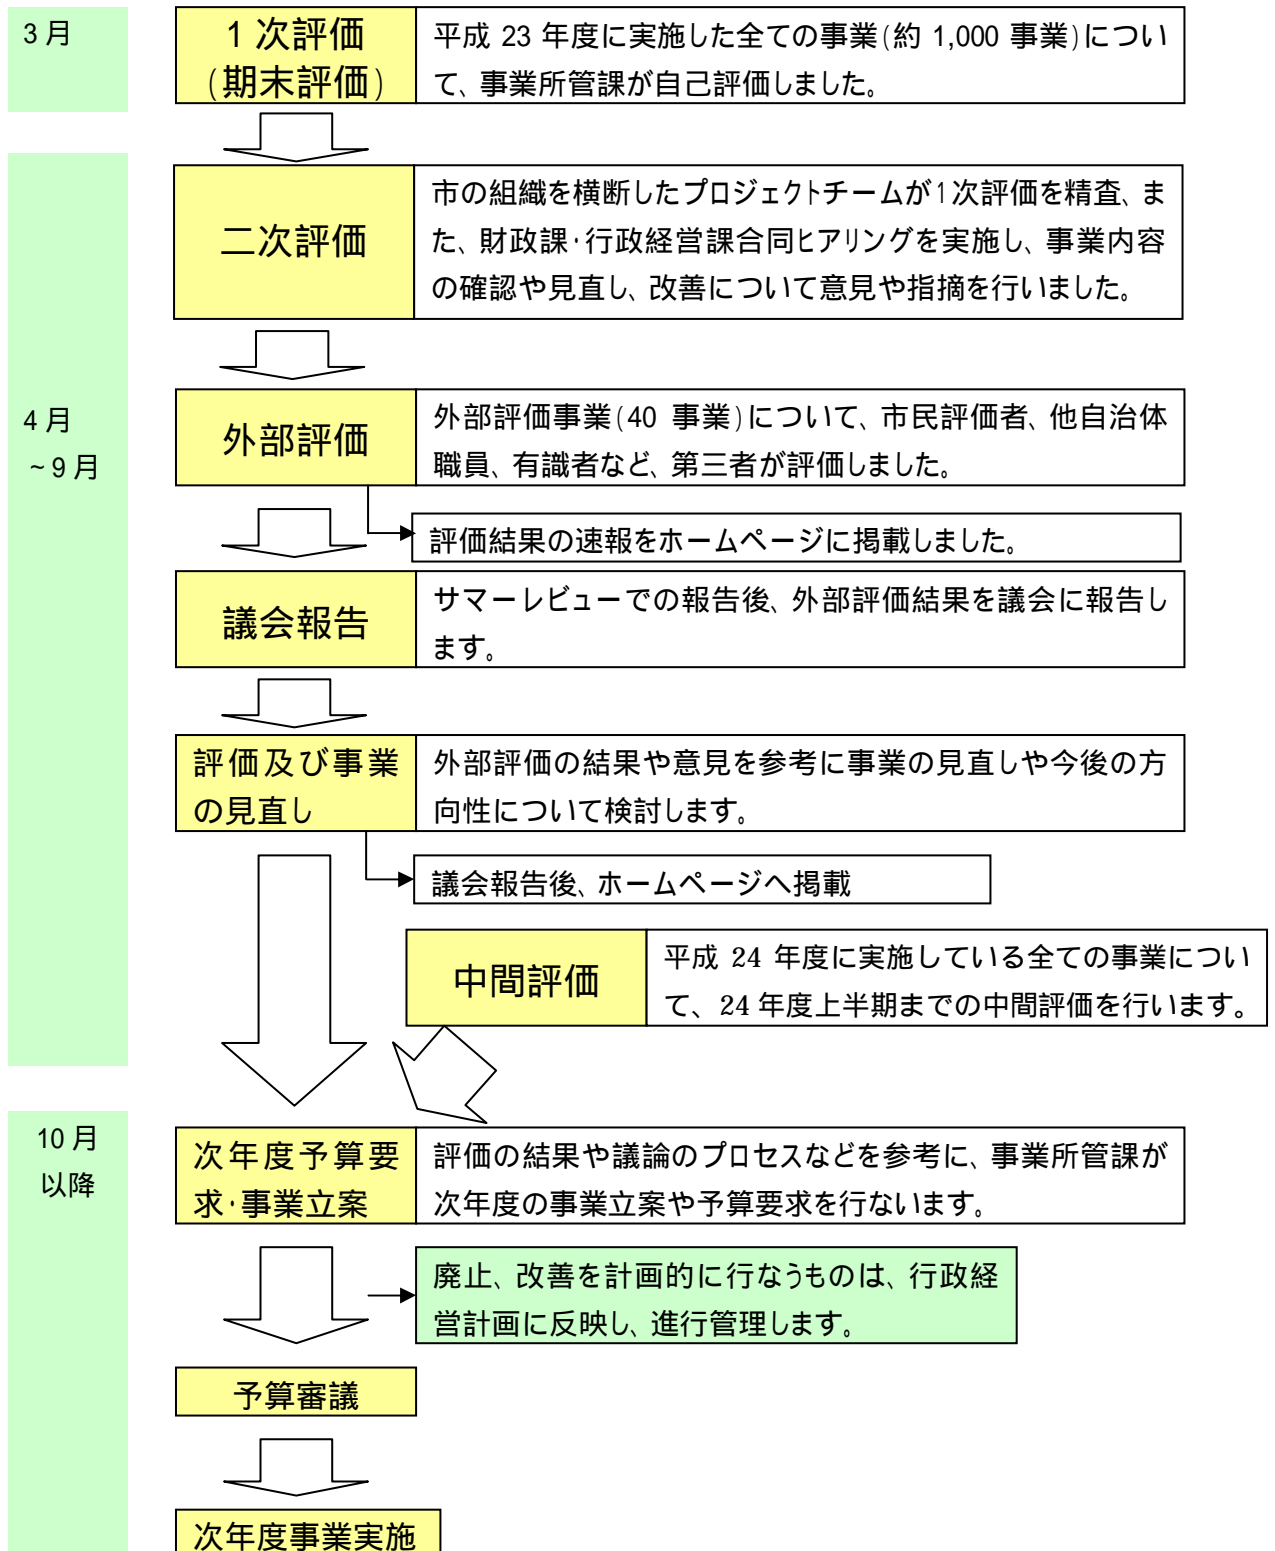 3月
1次評価
(期末評価)
平成 23 年度に実施した全ての事業(約 1,000 事業)につい
て、事業所管課が自己評価しました。
二次評価
市の組織を横断したプロジェクトチームが1次評価を精査、ま
た、財政課・行政経営課合同ヒアリングを実施し、事業内容
の確認や見直し、改善について意見や指摘を行いました。
4月
~9月
外部評価
外部評価事業(40 事業)について、市民評価者、他自治体
職員、有識者など、第三者が評価しました。
評価結果の速報をホームページに掲載しました。
議会報告
サマーレビューでの報告後、外部評価結果を議会に報告し
ます。
評価及び事業
の見直し
外部評価の結果や意見を参考に事業の見直しや今後の方
向性について検討します。
議会報告後、ホームページへ掲載
中間評価
平成 24 年度に実施している全ての事業につい
て、24 年度上半期までの中間評価を行います。
10月
以降
次年度予算要
求・事業立案
評価の結果や議論のプロセスなどを参考に、事業所管課が
次年度の事業立案や予算要求を行ないます。
廃止、改善を計画的に行なうものは、行政経
営計画に反映し、進行管理します。
予算審議
次年度事業実施